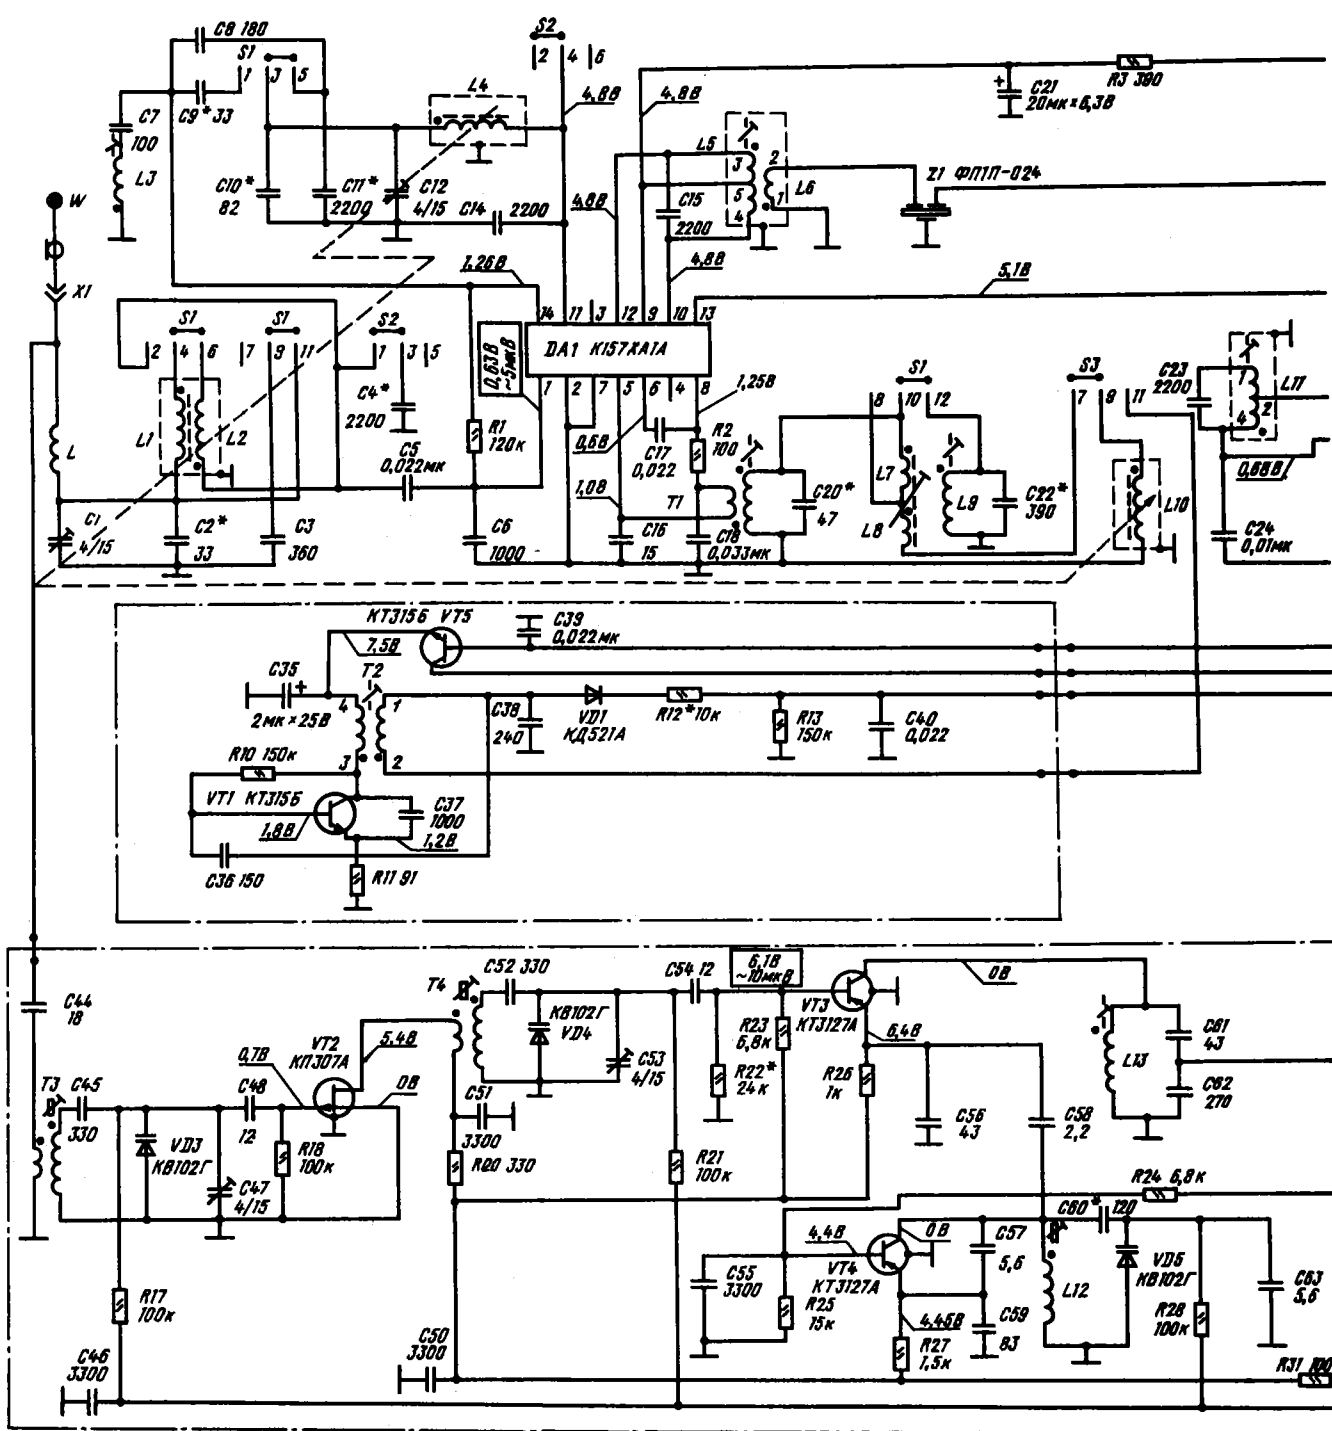 C8 180
S1
1 3 5
C7
100
C9* 33
L3
S2
2 4 6
L4
4,8В
4,8В
C10*
82
C11*
2200
C12
4/15
C14 2200
4,8В
C15
2200
4,8В
L5
3
5
4
2
1
L6
+
C21
20мк×6,3В
R3 390
Z1 ФП1П-024
W
X1
1,26В
5,1В
14 11 3 12 9 10 13
DA1 К157ХА1А
1 2 7 5 6 4 8
0,63В
~5мкВ
S1
2 4 6
S1
7 9 11
S2
1 3 5
L1
L2
C4*
2200
C5
0,022мк
R1
120к
L
C1
4/15
C2*
33
C3
360
C6
1000
1,25В
0,6В
C17
0,022
R2
100
1,0В
C16
15
T1
C18
0,033мк
C20*
47
S1
8 10 12
L7
L8
L9
C22*
390
S3
7 9 11
L10
C23
2200
1
2
4
L11
0,68В
C24
0,01мк
КТ315Б VT5
7,5В
C39
0,022мк
C35
+
2мк×25В
T2
4
1
3
2
C38
240
VD1
КД521А
R12* 10к
R13
150к
C40
0,022
R10 150к
VT1 КТ315Б
1,8В
C37
1000
1,2В
C36 150
R11 91
C44
18
T3
C45
330
VD3
КВ102Г
C47
4/15
C48
12
0,7В
VT2
КП307А
5,4В
0В
R18
100к
R17
100к
C46
3300
T4
C52 330
КВ102Г
VD4
C53
4/15
C51
3300
R20 330
C50
3300
C54 12
6,1В
~10мкВ
R23
6,8к
R22*
24к
R21
100к
VT3
КТ3127А
0В
6,4В
R26
1к
C56
43
C58
2,2
L13
C61
43
C62
270
R24 6,8к
C55
3300
4,4В
VT4
КТ3127А
0В
R25
15к
4,45В
R27
1,5к
C57
5,6
C59
83
C60* 120
L12
VD5
КВ102Г
R28
100к
C63
5,6
R31 100